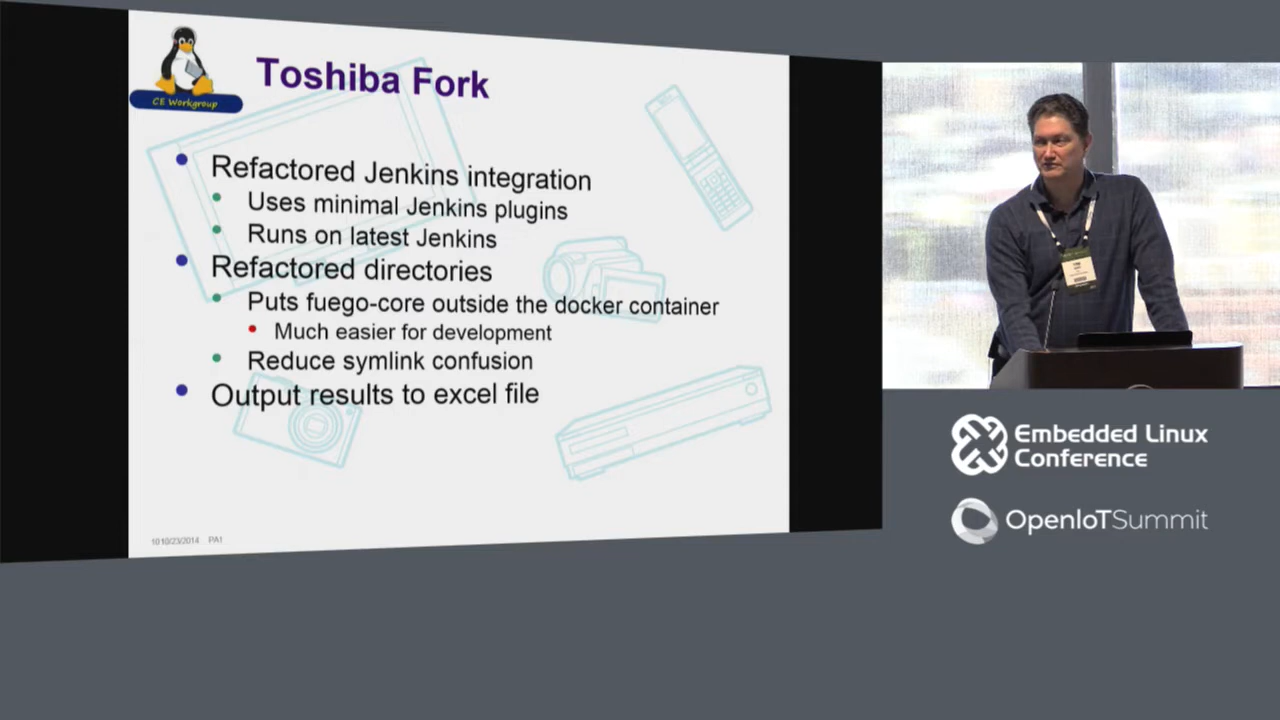 CE Workgroup
Toshiba Fork
Refactored Jenkins integration
Uses minimal Jenkins plugins
Runs on latest Jenkins
Refactored directories
Puts fuego-core outside the docker container
Much easier for development
Reduce symlink confusion
Output results to excel file
1010/23/2014 PA1
Embedded Linux
Conference
OpenIoTSummit